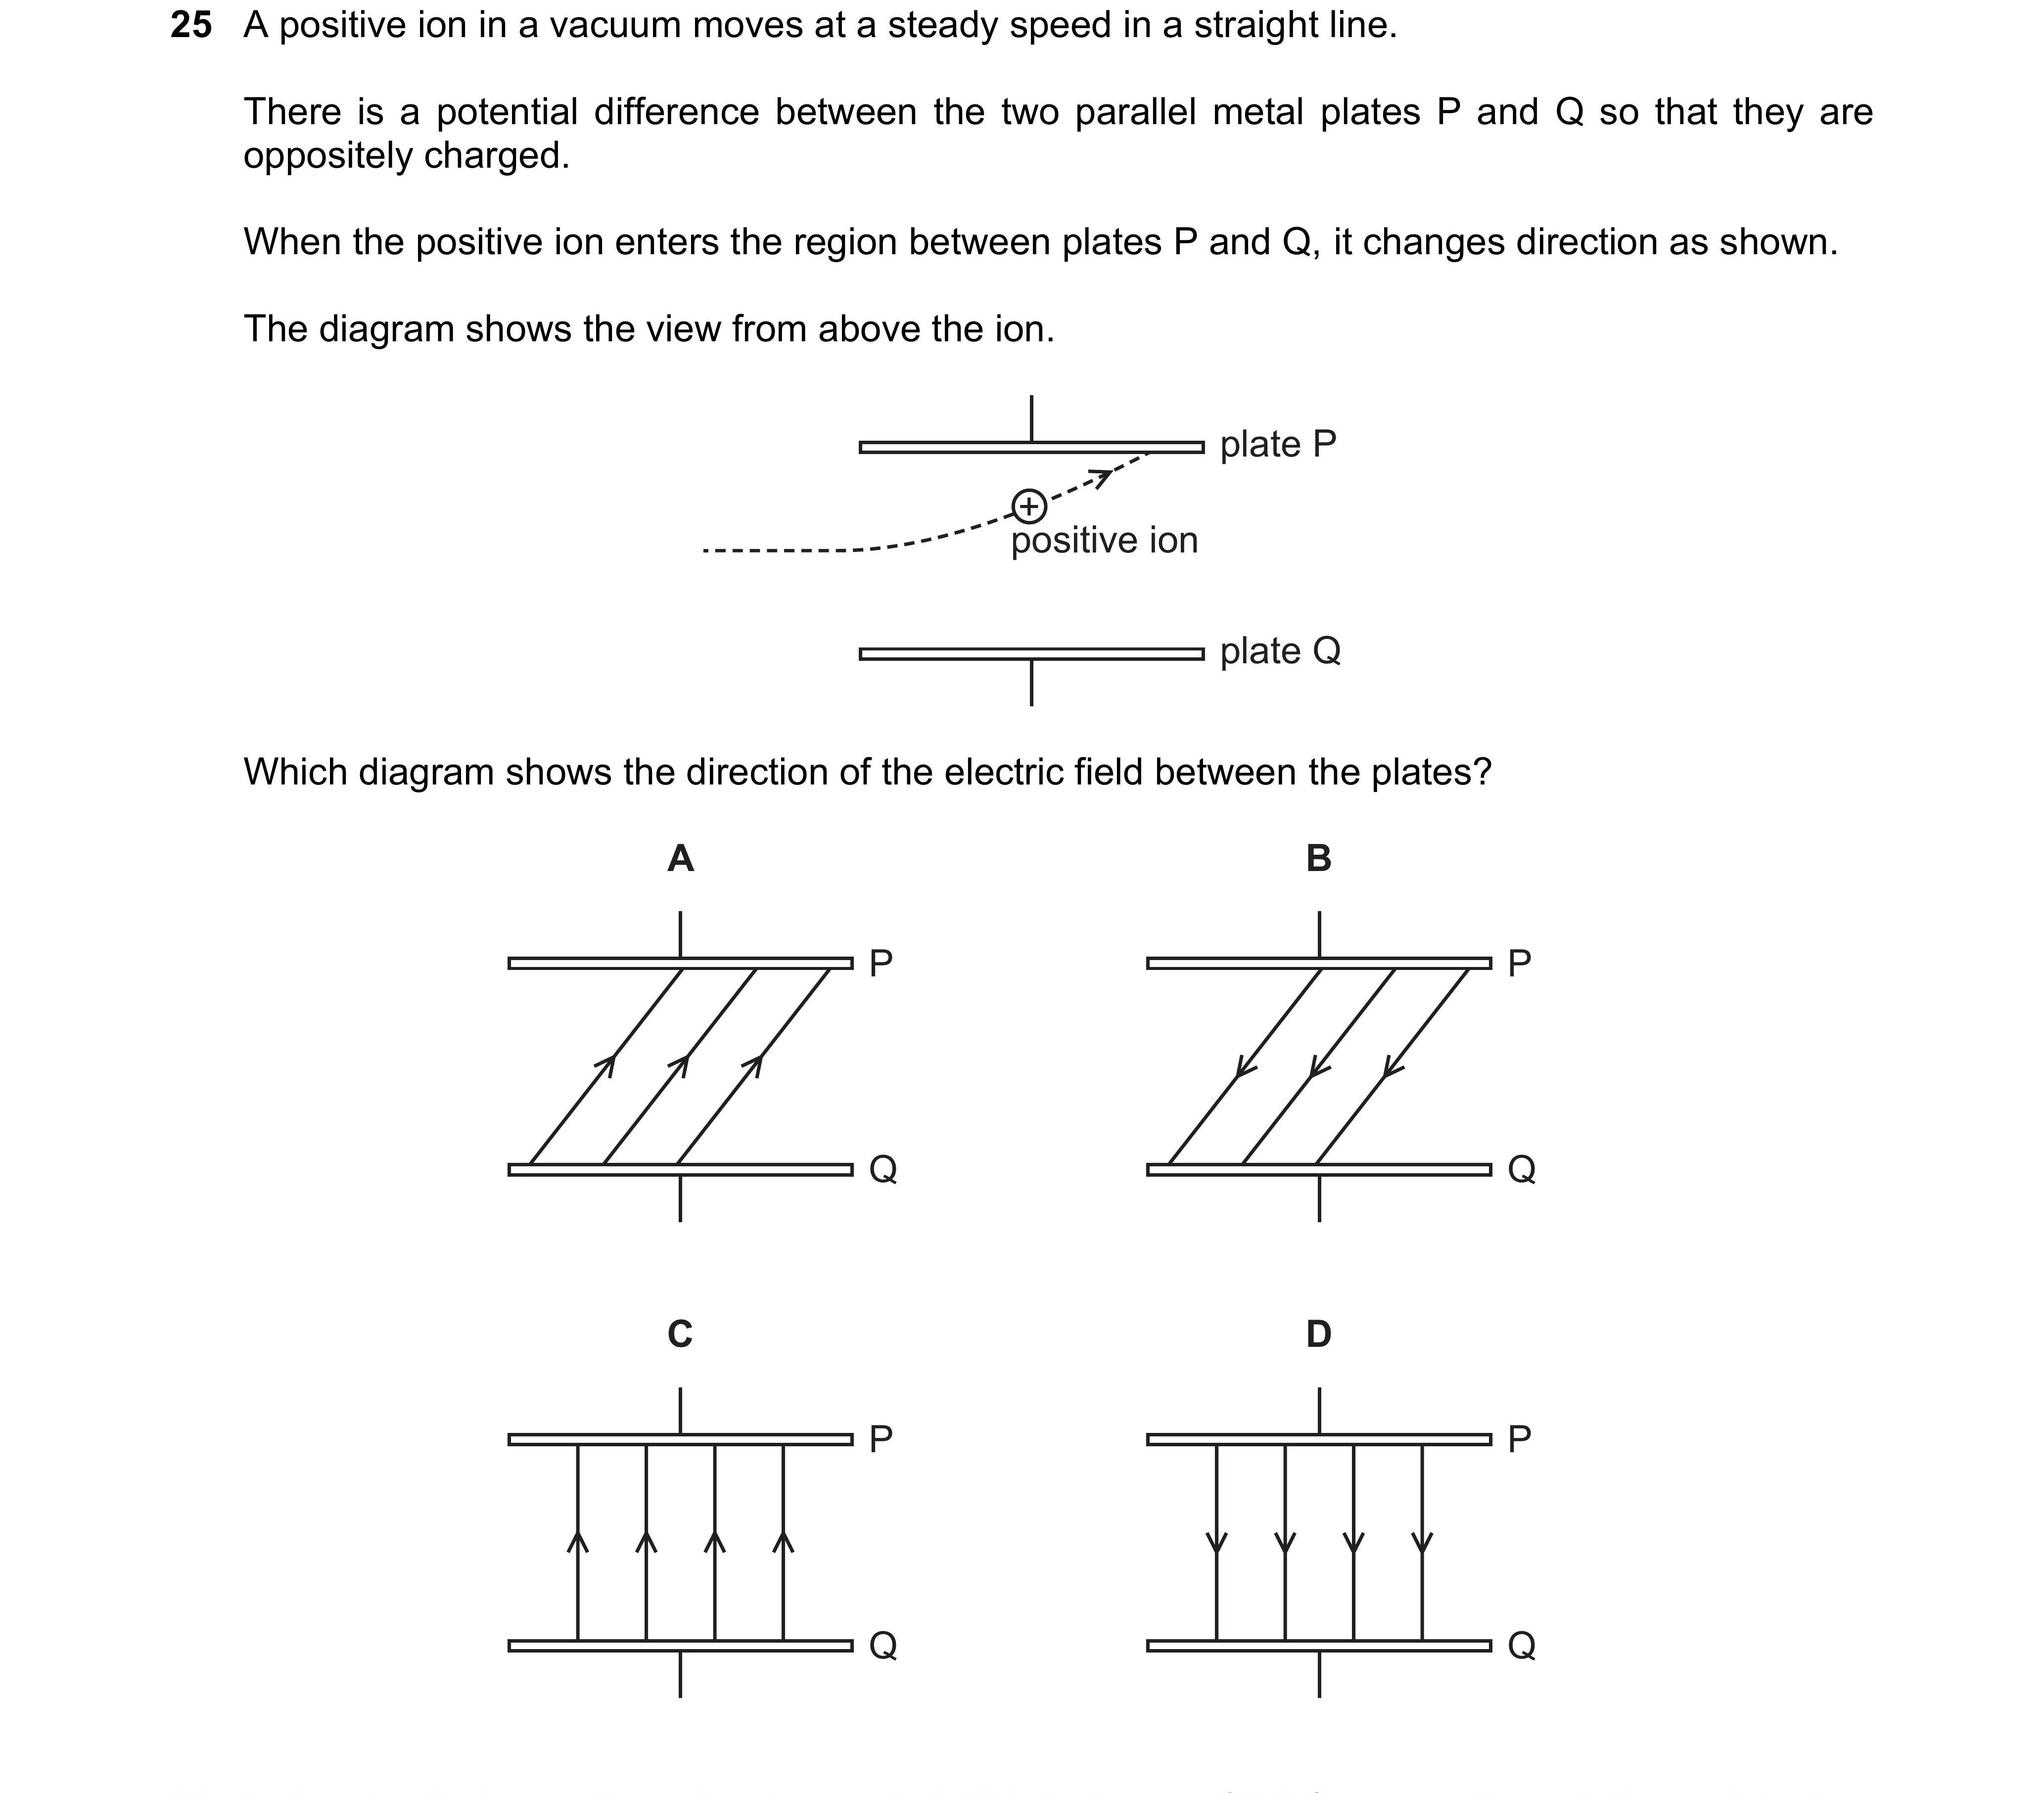 25 A positive ion in a vacuum moves at a steady speed in a straight line.
There is a potential difference between the two parallel metal plates P and Q so that they are
oppositely charged.
When the positive ion enters the region between plates P and Q, it changes direction as shown.
The diagram shows the view from above the ion.
plate P
+
positive ion
plate Q
Which diagram shows the direction of the electric field between the plates?
A
B
P
P
Q
Q
C
D
P
P
Q
Q